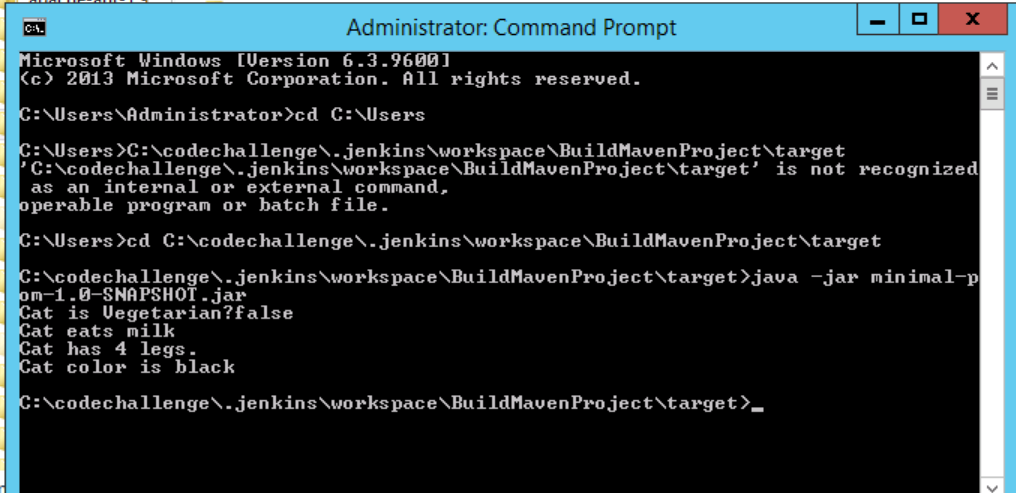 Administrator: Command Prompt
Microsoft Windows [Version 6.3.9600]
(c) 2013 Microsoft Corporation. All rights reserved.
C:\Users\Administrator>cd C:\Users
C:\Users>C:\codechallenge\.jenkins\workspace\BuildMavenProject\target
'C:\codechallenge\.jenkins\workspace\BuildMavenProject\target' is not recognized
as an internal or external command,
operable program or batch file.
C:\Users>cd C:\codechallenge\.jenkins\workspace\BuildMavenProject\target
C:\codechallenge\.jenkins\workspace\BuildMavenProject\target>java -jar minimal-p
om-1.0-SNAPSHOT.jar
Cat is Vegetarian?false
Cat eats milk
Cat has 4 legs.
Cat color is black
C:\codechallenge\.jenkins\workspace\BuildMavenProject\target>_